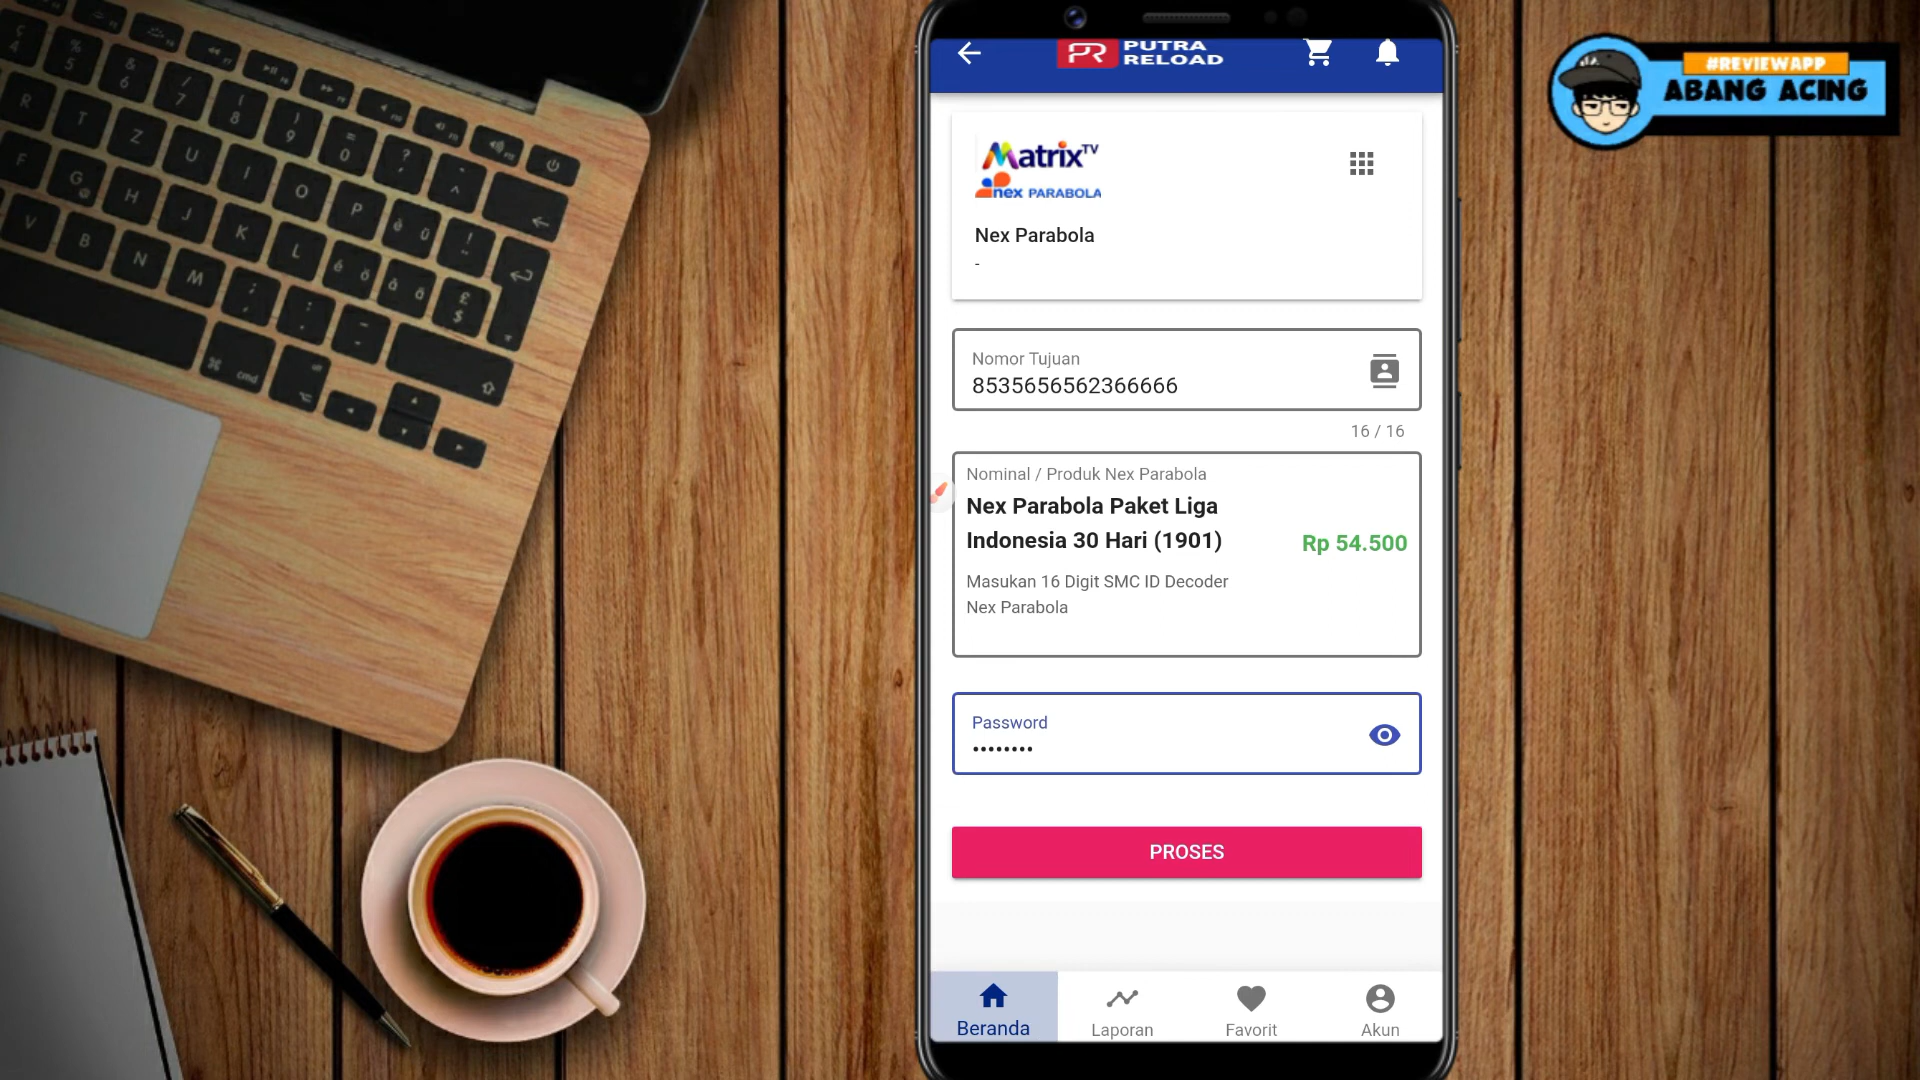 PUTRA
RELOAD
PR
#REVIEWAPP
ABANG ACING
Matrix TV
nex PARABOLA
Nex Parabola
-
Nomor Tujuan
8535656562366666
16 / 16
Nominal / Produk Nex Parabola
Nex Parabola Paket Liga
Indonesia 30 Hari (1901)
Rp 54.500
Masukan 16 Digit SMC ID Decoder
Nex Parabola
Password
••••••••
PROSES
Beranda
Laporan
Favorit
Akun